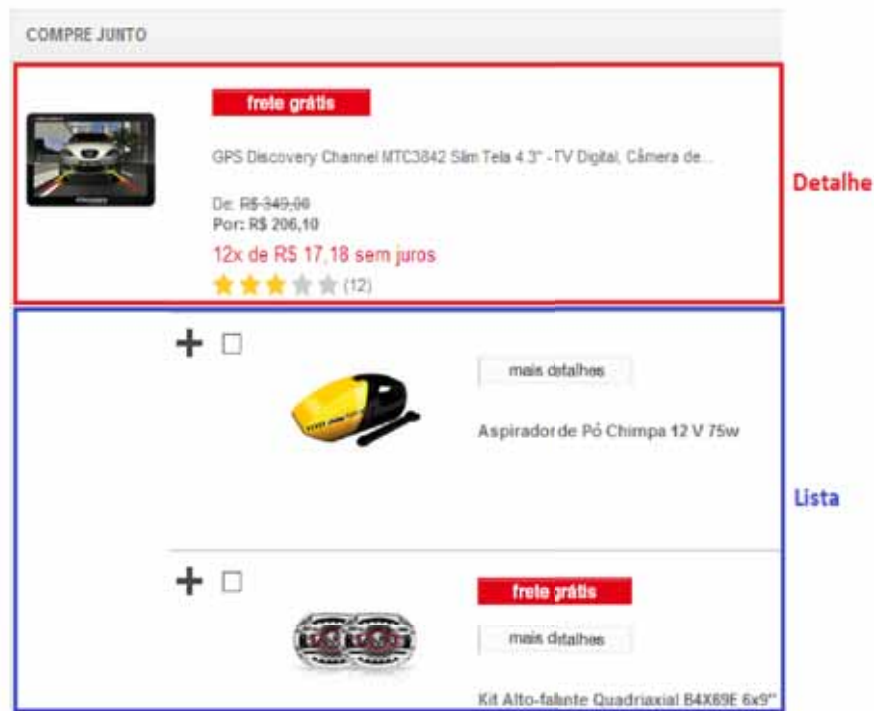 COMPRE JUNTO
frete grátis
GPS Discovery Channel MTC3842 Slim Tela 4.3" -TV Digital, Câmera de...
Detalhe
De: R$ 349,00
Por: R$ 206,10
12x de R$ 17,18 sem juros
(12)
mais detalhes
Aspirador de Pó Chimpa 12 V 75w
Lista
frete grátis
mais detalhes
Kit Alto-falante Quadriaxial B4X69E 6x9"